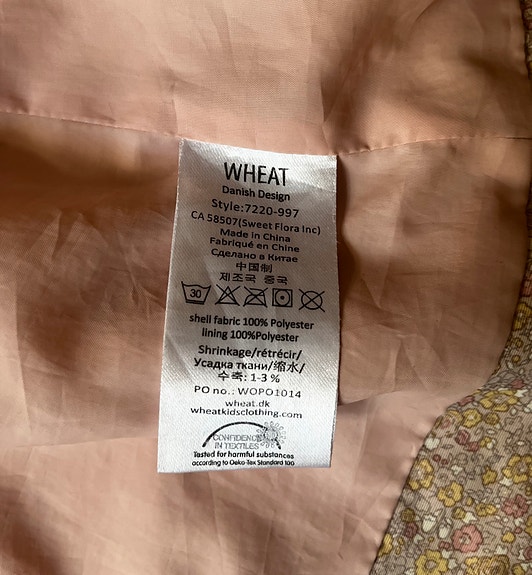 WHEAT
Danish Design
Style:7220-997
CA 58507(Sweet Flora Inc)
Made in China
Fabriqué en Chine
Сделано в Китае
中国制
제조국 중국
30
shell fabric 100% Polyester
lining 100%Polyester
Shrinkage/rétrécir/
Усадка ткани/缩水/
수축: 1-3 %
PO no.: WOPO1014
wheat.dk
wheatkidsclothing.com
CONFIDENCE
IN TEXTILES
Tested for harmful substances
according to Oeko-Tex Standard 100